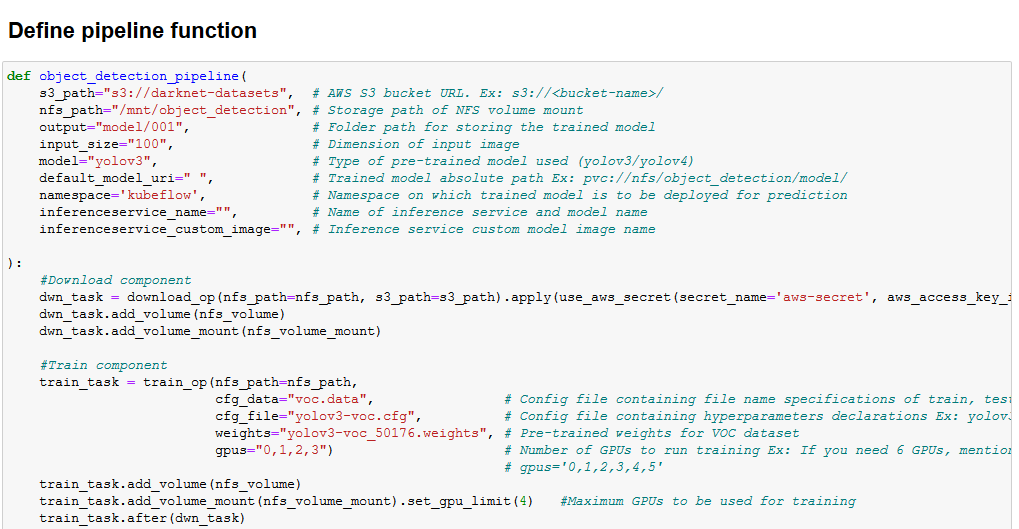 Define pipeline function
def object_detection_pipeline(
    s3_path="s3://darknet-datasets",  # AWS S3 bucket URL. Ex: s3://<bucket-name>/
    nfs_path="/mnt/object_detection", # Storage path of NFS volume mount
    output="model/001",               # Folder path for storing the trained model
    input_size="100",                 # Dimension of input image
    model="yolov3",                   # Type of pre-trained model used (yolov3/yolov4)
    default_model_uri=" ",            # Trained model absolute path Ex: pvc://nfs/object_detection/model/
    namespace='kubeflow',             # Namespace on which trained model is to be deployed for prediction
    inferenceservice_name="",         # Name of inference service and model name
    inferenceservice_custom_image="", # Inference service custom model image name
):
    #Download component
    dwn_task = download_op(nfs_path=nfs_path, s3_path=s3_path).apply(use_aws_secret(secret_name='aws-secret', aws_access_key_
    dwn_task.add_volume(nfs_volume)
    dwn_task.add_volume_mount(nfs_volume_mount)
    #Train component
    train_task = train_op(nfs_path=nfs_path,
                          cfg_data="voc.data",                # Config file containing file name specifications of train, test
                          cfg_file="yolov3-voc.cfg",          # Config file containing hyperparameters declarations Ex: yolov
                          weights="yolov3-voc_50176.weights", # Pre-trained weights for VOC dataset
                          gpus="0,1,2,3")                     # Number of GPUs to run training Ex: If you need 6 GPUs, mention
                                                              # gpus='0,1,2,3,4,5'
    train_task.add_volume(nfs_volume)
    train_task.add_volume_mount(nfs_volume_mount).set_gpu_limit(4)   #Maximum GPUs to be used for training
    train_task.after(dwn_task)